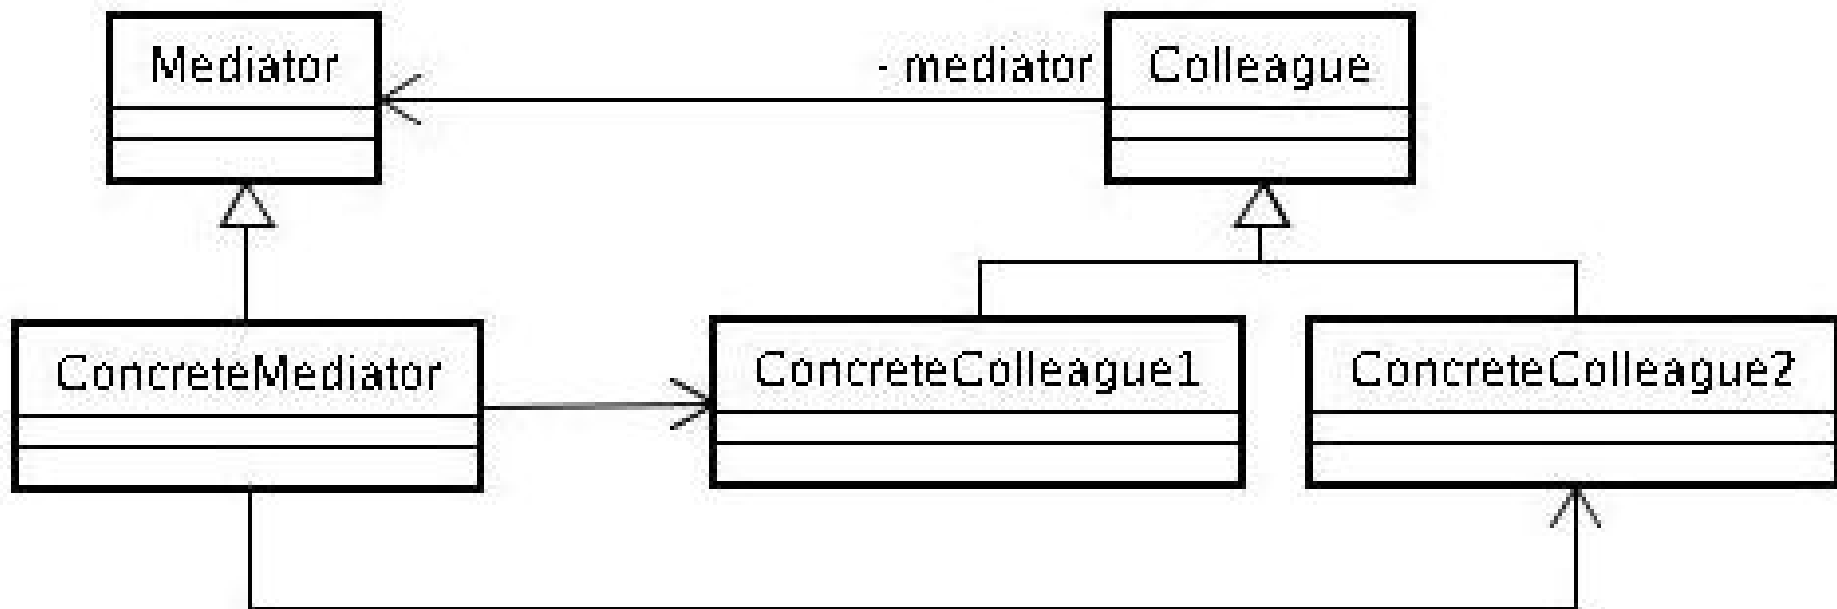 Mediator
- mediator
Colleague
ConcreteMediator
ConcreteColleague1
ConcreteColleague2